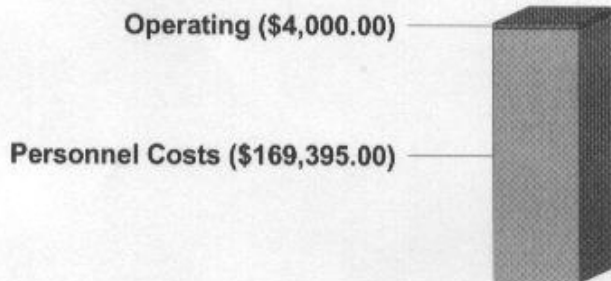 Operating ($4,000.00)
Personnel Costs ($169,395.00)